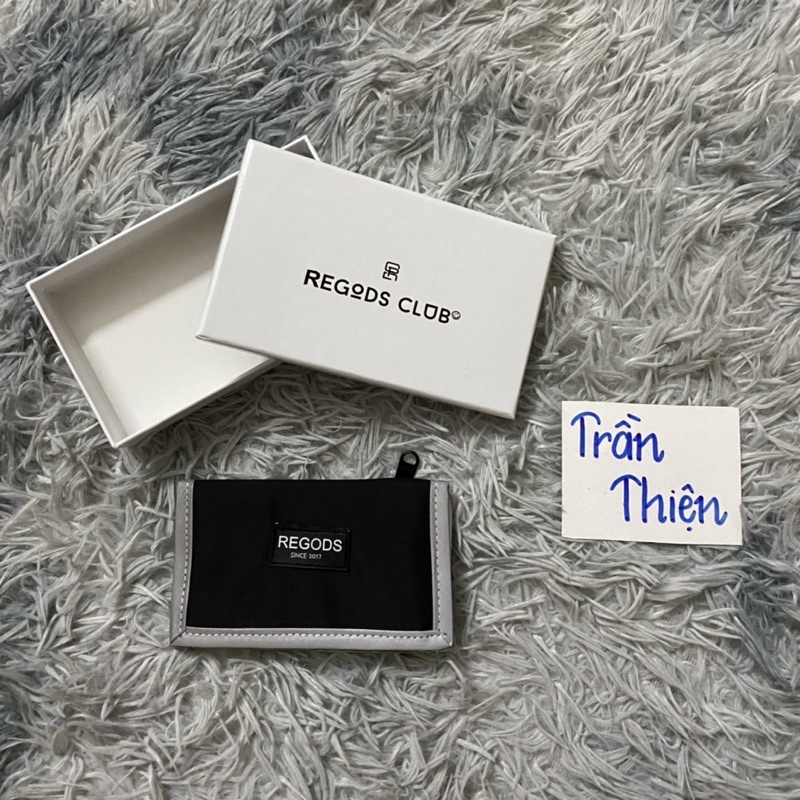 REGODS CLUB
REGODS
SINCE 2017
Trần
Thiện